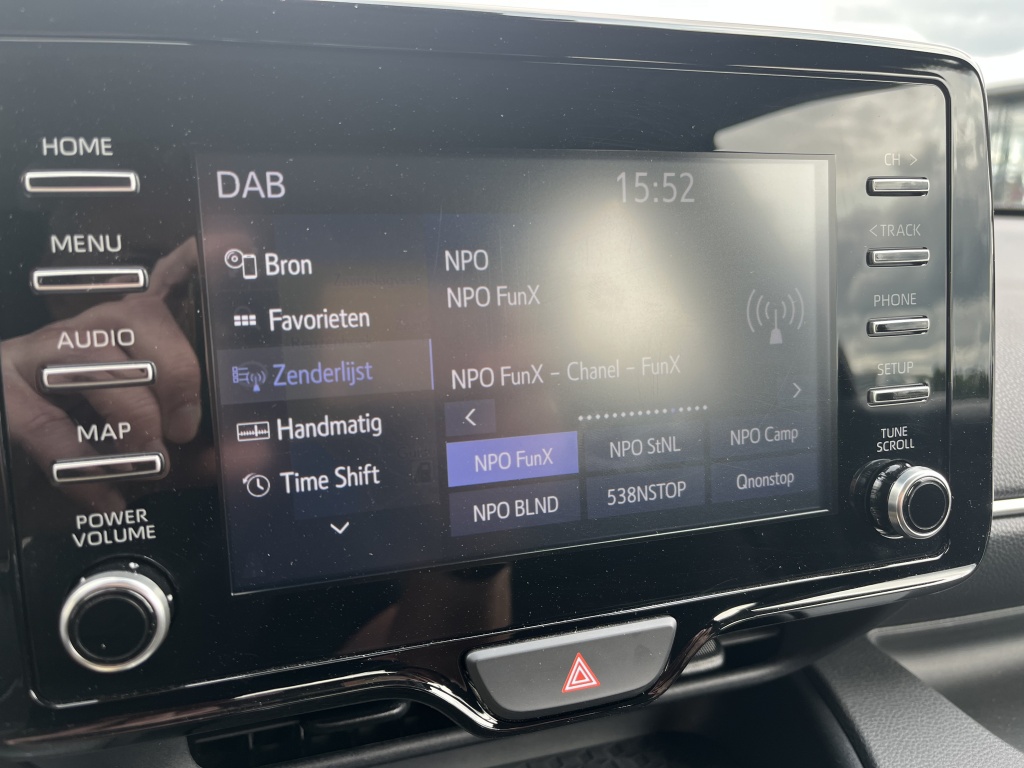 HOME
MENU
AUDIO
MAP
POWER
VOLUME
DAB
15:52
Bron
Favorieten
Zenderlijst
Handmatig
Time Shift
NPO
NPO FunX
NPO FunX - Chanel - FunX
<
>
NPO FunX
NPO StNL
NPO Camp
NPO BLND
538NSTOP
Qnonstop
CH >
< TRACK
PHONE
SETUP
TUNE
SCROLL